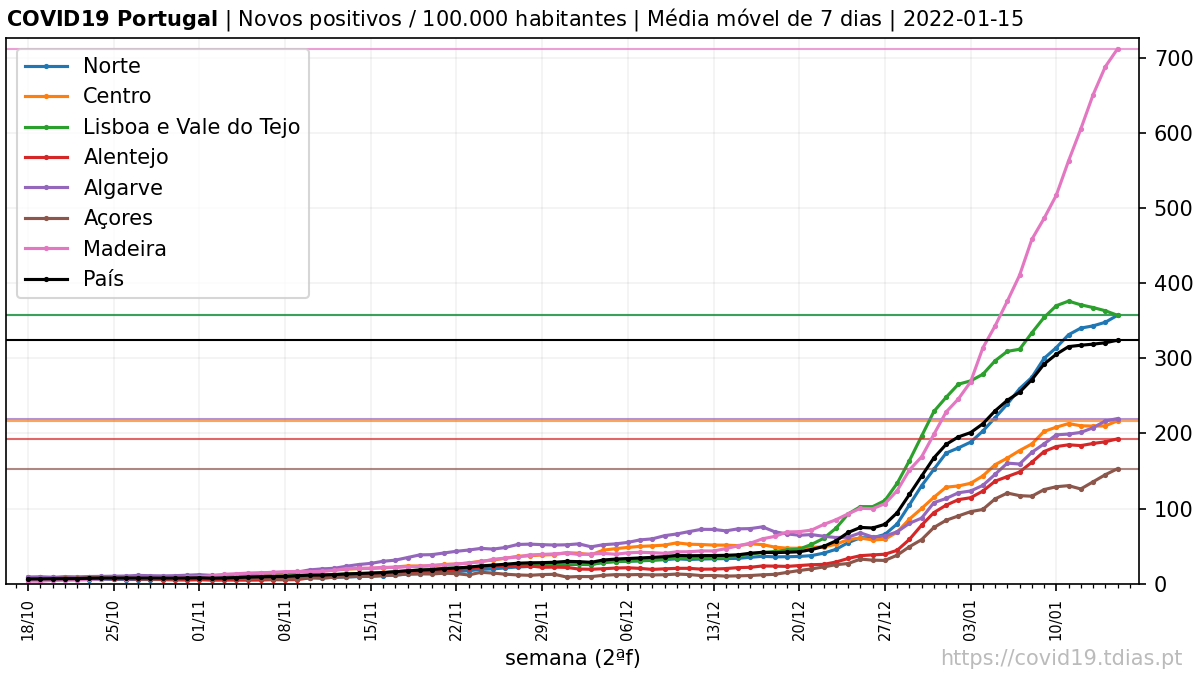 COVID19 Portugal | Novos positivos / 100.000 habitantes | Média móvel de 7 dias | 2022-01-15
Norte
Centro
Lisboa e Vale do Tejo
Alentejo
Algarve
Açores
Madeira
País
700
600
500
400
300
200
100
0
18/10
25/10
01/11
08/11
15/11
22/11
29/11
06/12
13/12
20/12
27/12
03/01
10/01
semana (2ªf)
https://covid19.tdias.pt